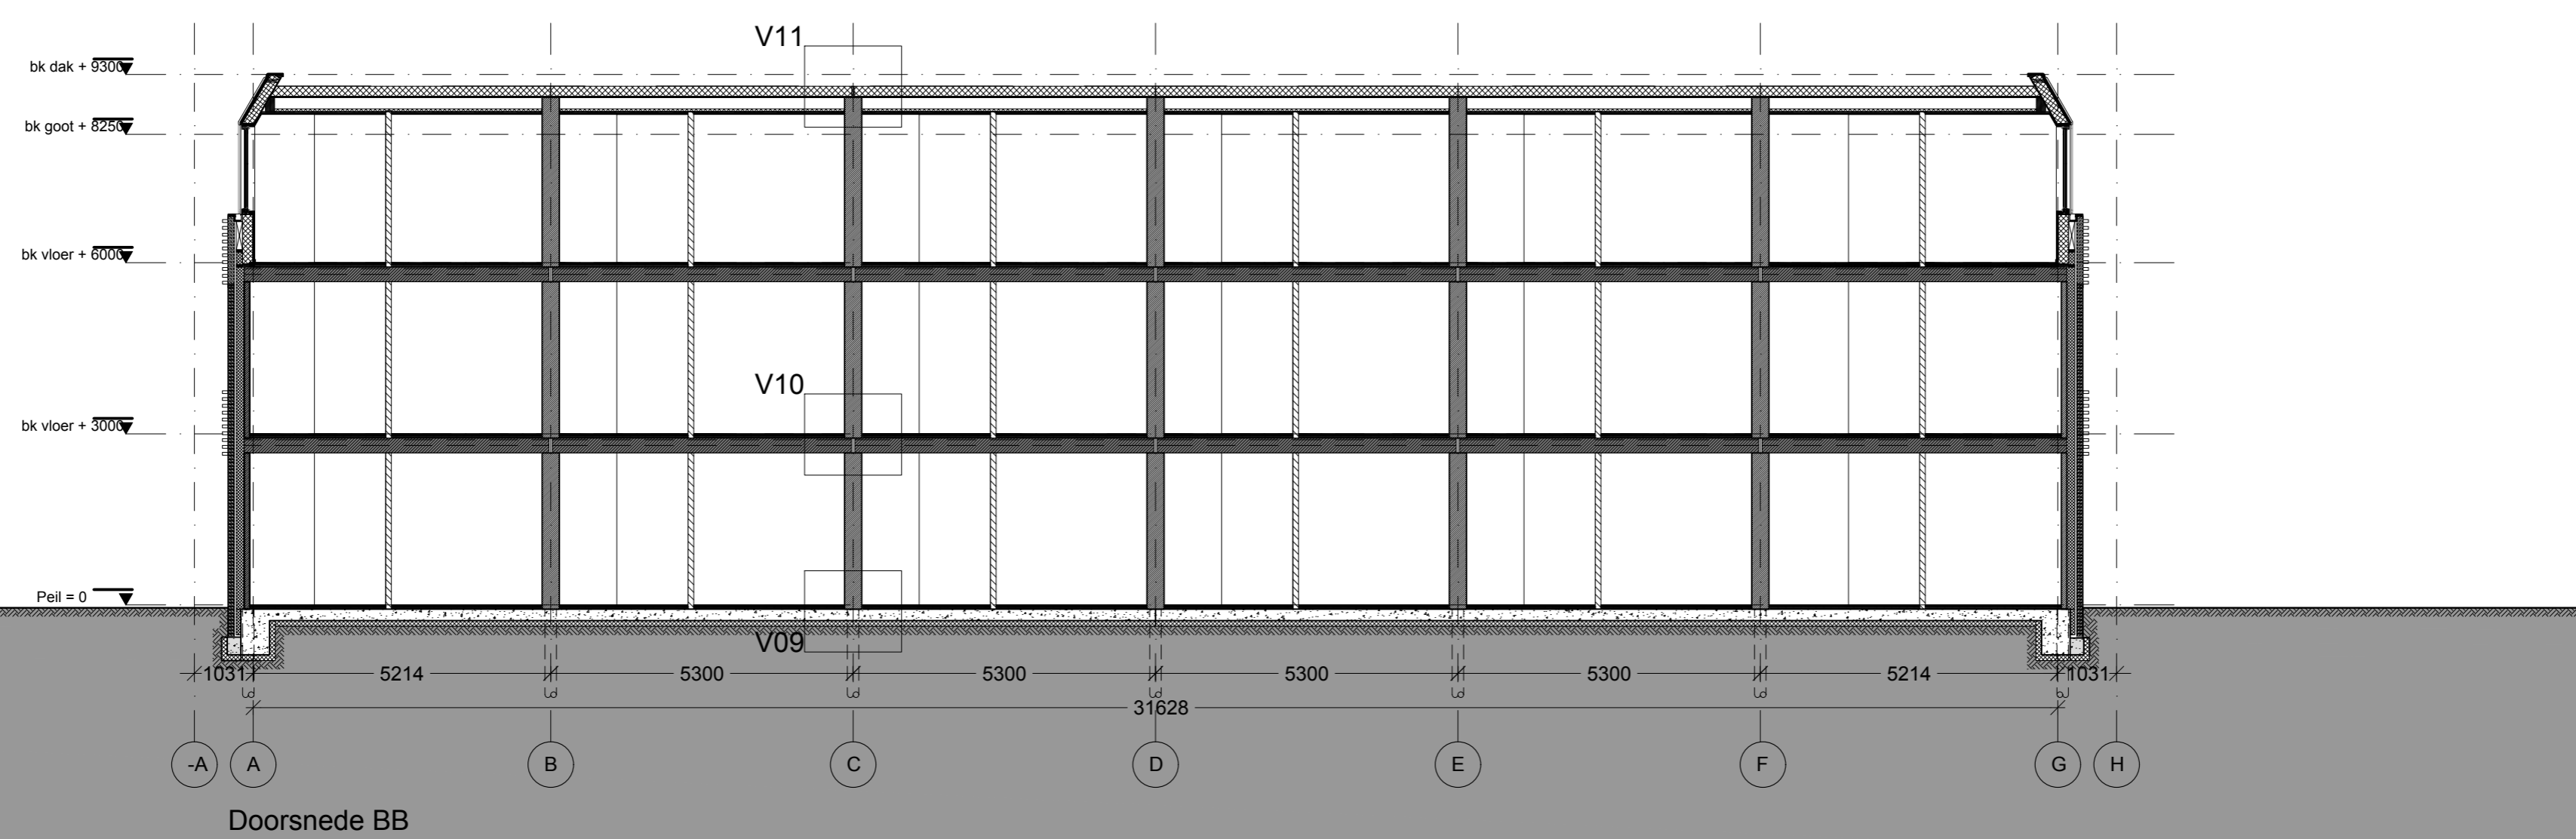 V11
bk dak + 9300
bk goot + 8250
bk vloer + 6000
V10
bk vloer + 3000
Peil = 0
V09
1031 5214 5300 5300 5300 5300 5214 1031
31628
-A A B C D E F G H
Doorsnede BB